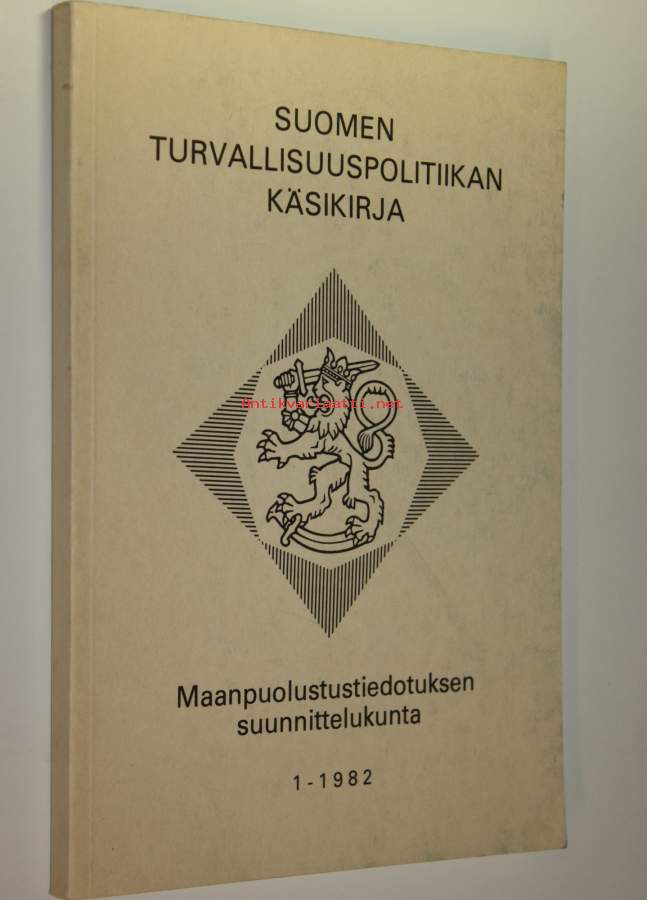 SUOMEN
TURVALLISUUSPOLITIIKAN
KÄSIKIRJA
Antikvariaatti.net
Maanpuolustustiedotuksen
suunnittelukunta
1-1982